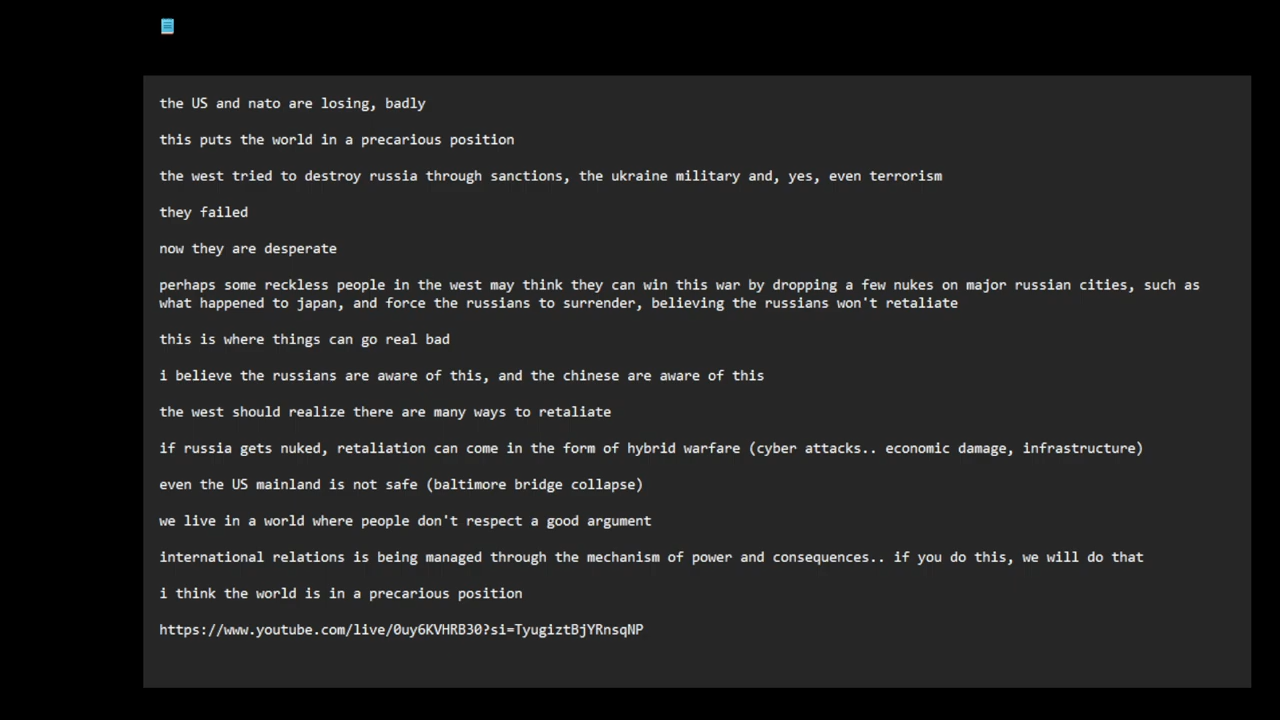 the US and nato are losing, badly
this puts the world in a precarious position
the west tried to destroy russia through sanctions, the ukraine military and, yes, even terrorism
they failed
now they are desperate
perhaps some reckless people in the west may think they can win this war by dropping a few nukes on major russian cities, such as
what happened to japan, and force the russians to surrender, believing the russians won't retaliate
this is where things can go real bad
i believe the russians are aware of this, and the chinese are aware of this
the west should realize there are many ways to retaliate
if russia gets nuked, retaliation can come in the form of hybrid warfare (cyber attacks.. economic damage, infrastructure)
even the US mainland is not safe (baltimore bridge collapse)
we live in a world where people don't respect a good argument
international relations is being managed through the mechanism of power and consequences.. if you do this, we will do that
i think the world is in a precarious position
https://www.youtube.com/live/0uy6KVHRB30?si=TyugiztBjYRnsqNP